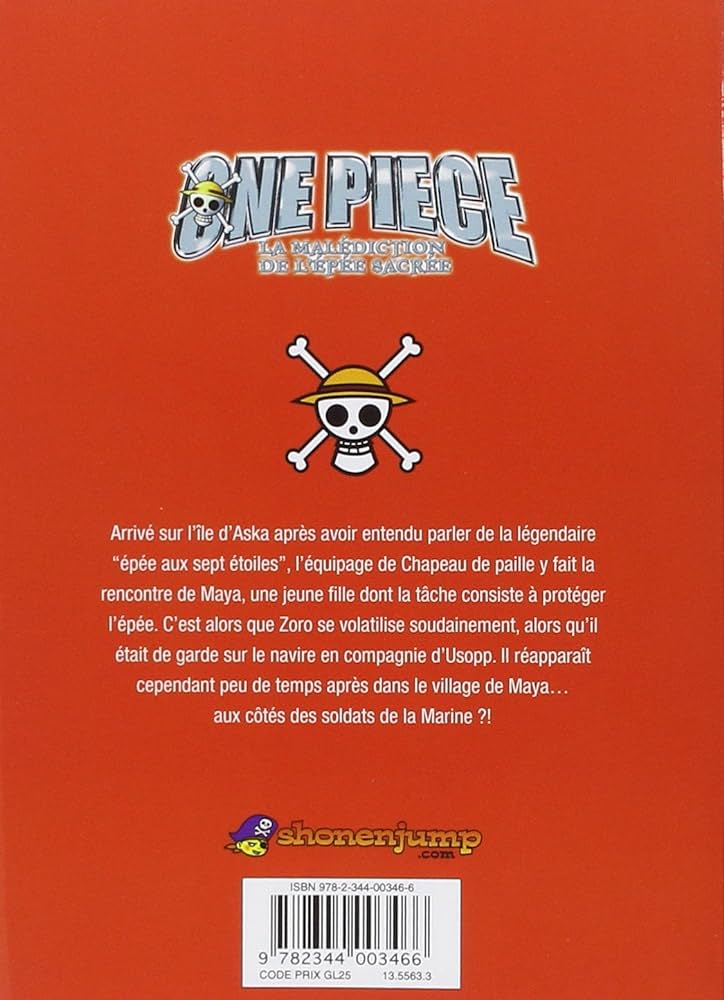 ONE PIECE
LA MALÉDICTION
DE L'ÉPÉE SACRÉE
Arrivé sur l'île d'Aska après avoir entendu parler de la légendaire
"épée aux sept étoiles", l'équipage de Chapeau de paille y fait la
rencontre de Maya, une jeune fille dont la tâche consiste à protéger
l'épée. C'est alors que Zoro se volatilise soudainement, alors qu'il
était de garde sur le navire en compagnie d'Usopp. Il réapparaît
cependant peu de temps après dans le village de Maya...
aux côtés des soldats de la Marine ?!
shonenjump
.com
ISBN 978-2-344-00346-6
9 782344 003466
CODE PRIX GL25 13.5563.3